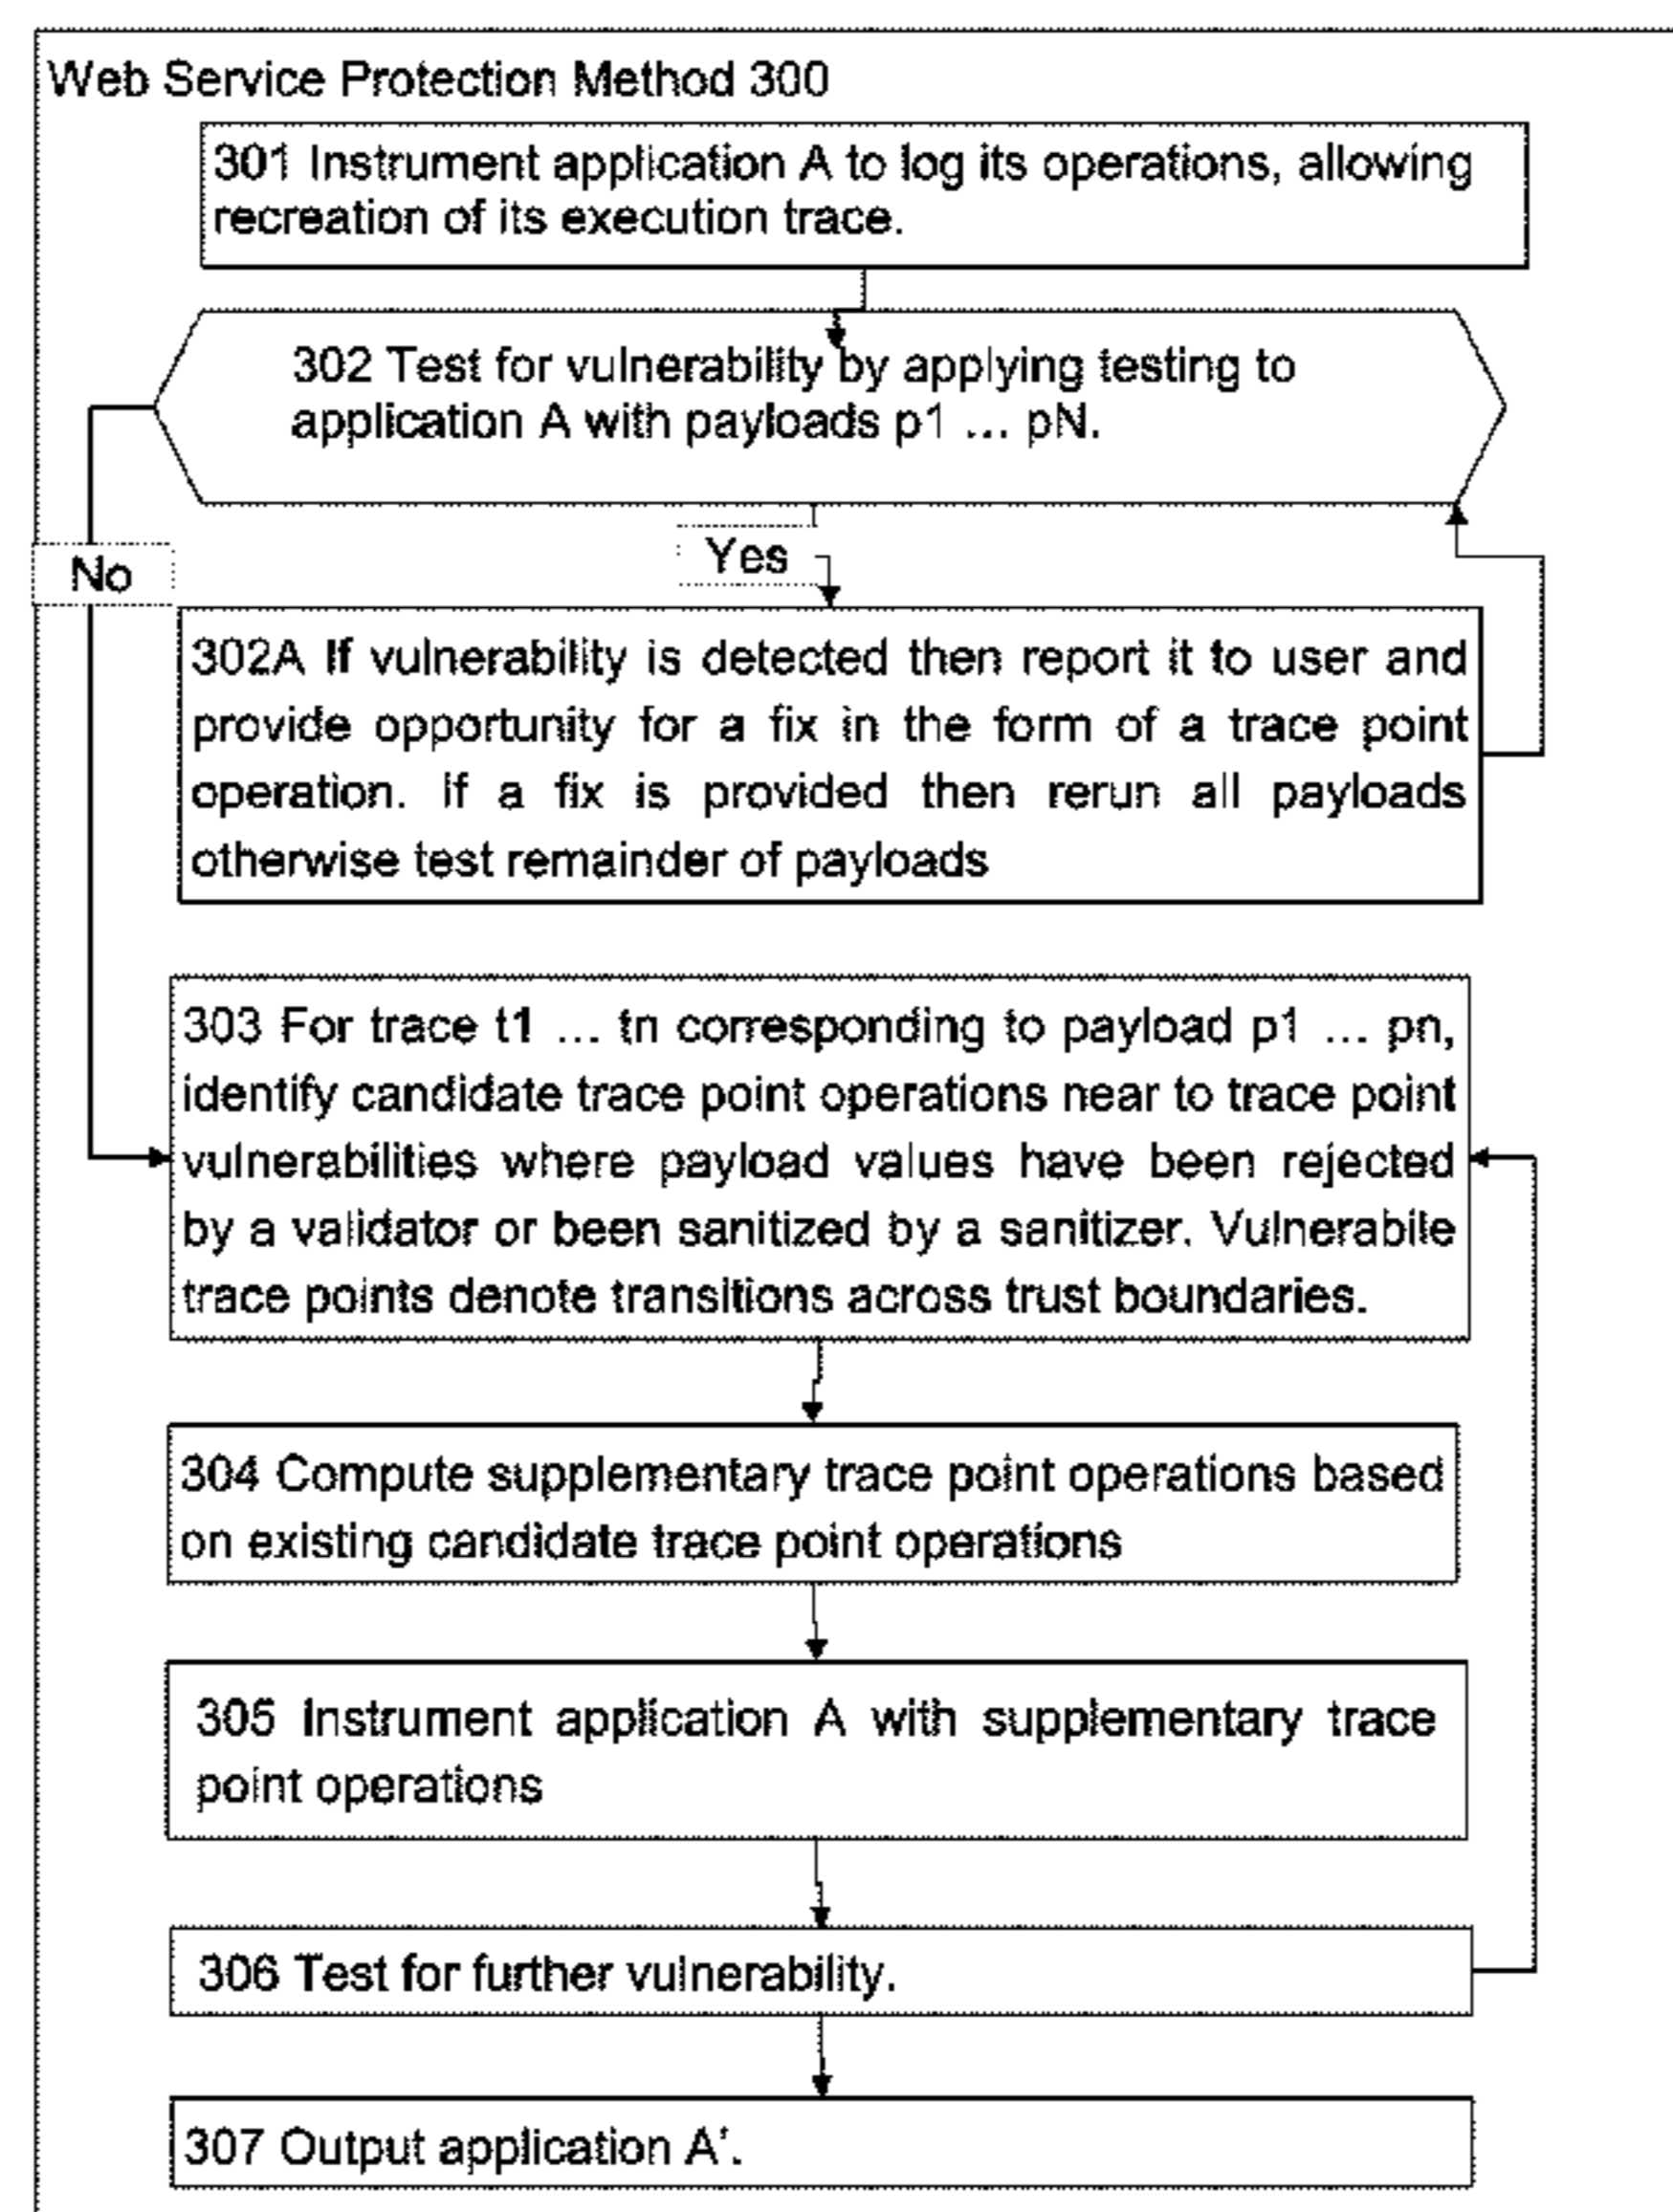 Web Service Protection Method 300
301 Instrument application A to log its operations, allowing
recreation of its execution trace.
302 Test for vulnerability by applying testing to
application A with payloads p1 ... pN.
Yes
No
302A If vulnerability is detected then report it to user and
provide opportunity for a fix in the form of a trace point
operation. If a fix is provided then rerun all payloads
otherwise test remainder of payloads
303 For trace t1 ... tn corresponding to payload p1 ... pn,
identify candidate trace point operations near to trace point
vulnerabilities where payload values have been rejected
by a validator or been sanitized by a sanitizer. Vulnerabile
trace points denote transitions across trust boundaries.
304 Compute supplementary trace point operations based
on existing candidate trace point operations
305 Instrument application A with supplementary trace
point operations
306 Test for further vulnerability.
307 Output application A'.